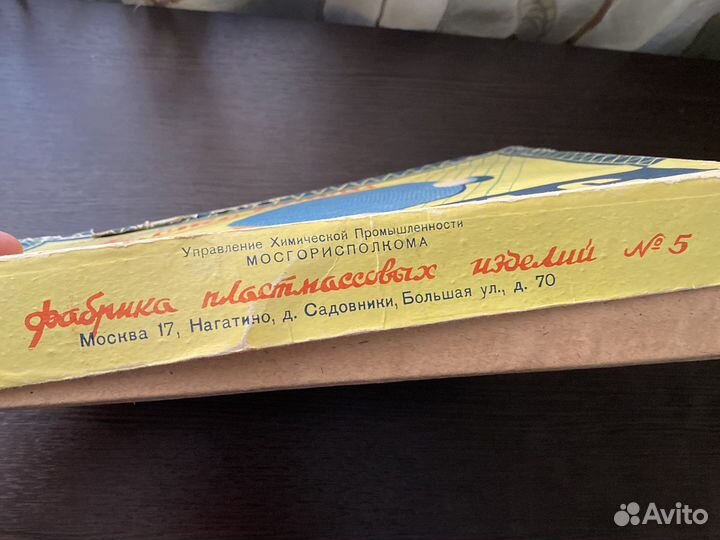 Управление Химической Промышленности
МОСГОРИСПОЛКОМА
фабрика пластмассовых изделий № 5
Москва 17, Нагатино, д. Садовники, Большая ул., д. 70
Avito